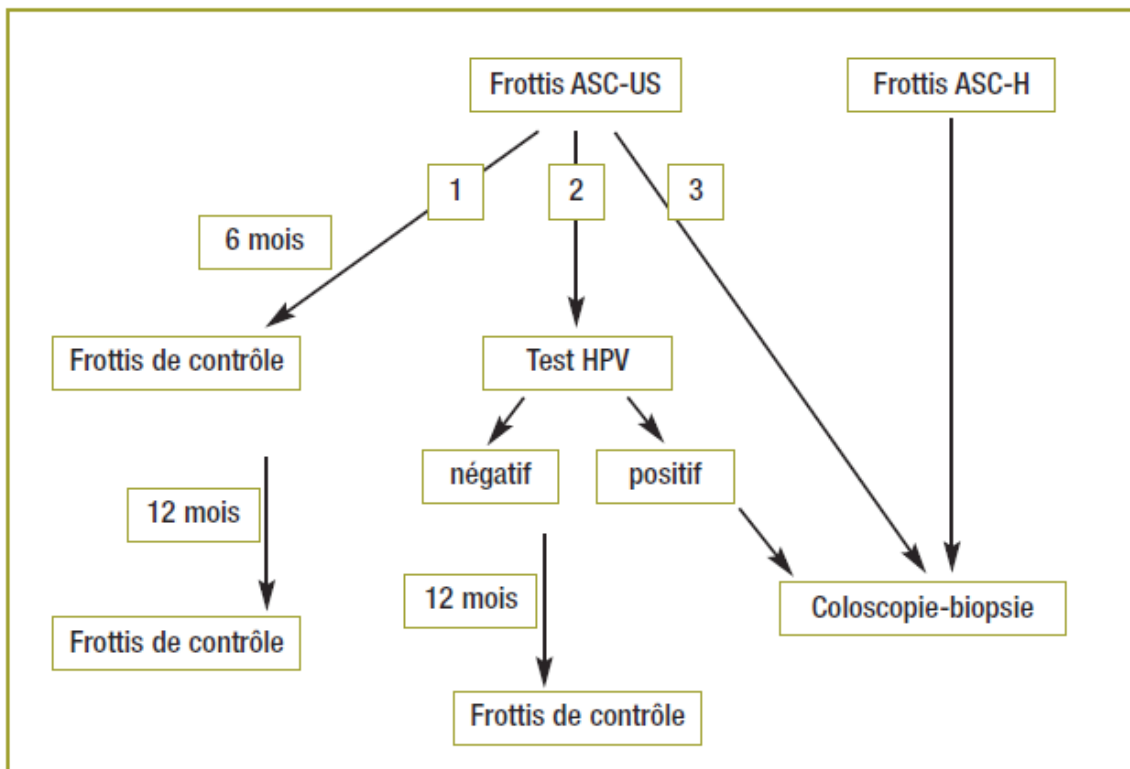 Frottis ASC-US
Frottis ASC-H
1
2
3
6 mois
Frottis de contrôle
Test HPV
négatif
positif
12 mois
12 mois
Coloscopie-biopsie
Frottis de contrôle
Frottis de contrôle